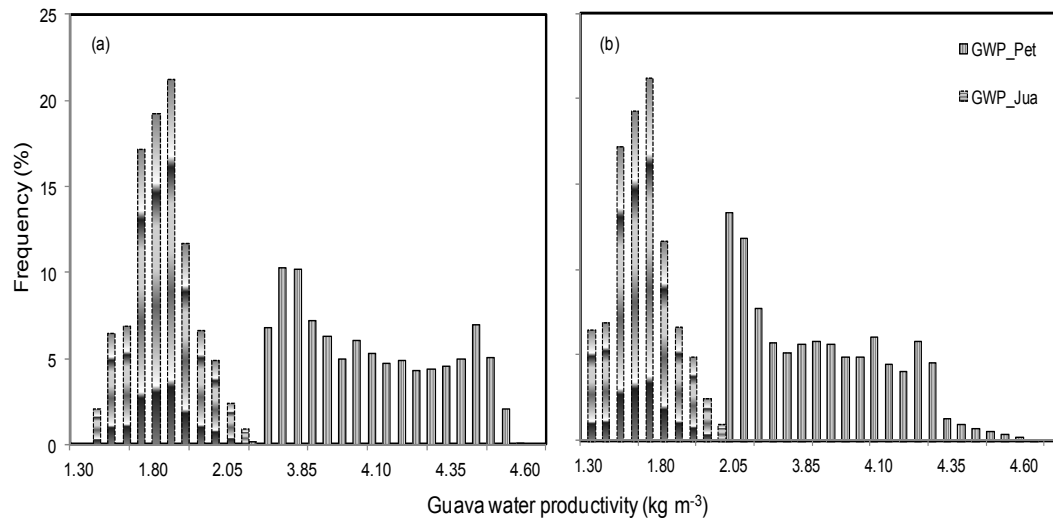 25
20
15
10
5
0
Frequency (%)
(a)
1.30 1.80 2.05 3.85 4.10 4.35 4.60
(b)
GWP_Pet
GWP_Jua
1.30 1.80 2.05 3.85 4.10 4.35 4.60
Guava water productivity (kg m-3)